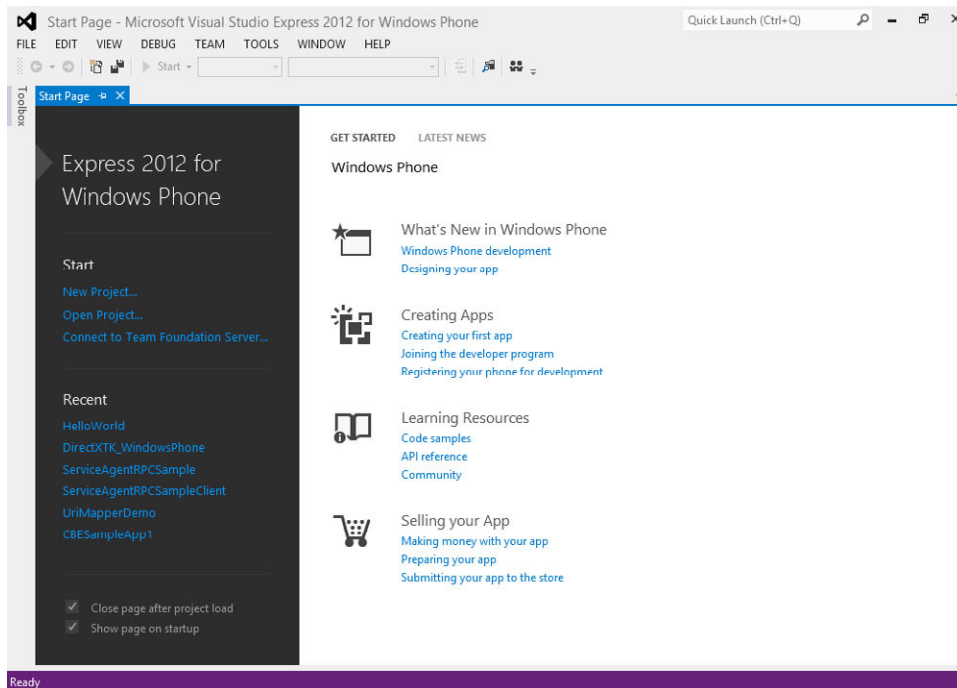 Start Page - Microsoft Visual Studio Express 2012 for Windows Phone
Quick Launch (Ctrl+Q)
FILE EDIT VIEW DEBUG TEAM TOOLS WINDOW HELP
Start
Toolbox
Start Page
Express 2012 for
Windows Phone
Start
New Project...
Open Project...
Connect to Team Foundation Server...
Recent
HelloWorld
DirectXTK_WindowsPhone
ServiceAgentRPCSample
ServiceAgentRPCSampleClient
UriMapperDemo
CBESampleApp1
Close page after project load
Show page on startup
GET STARTED LATEST NEWS
Windows Phone
What's New in Windows Phone
Windows Phone development
Designing your app
Creating Apps
Creating your first app
Joining the developer program
Registering your phone for development
Learning Resources
Code samples
API reference
Community
Selling your App
Making money with your app
Preparing your app
Submitting your app to the store
Ready